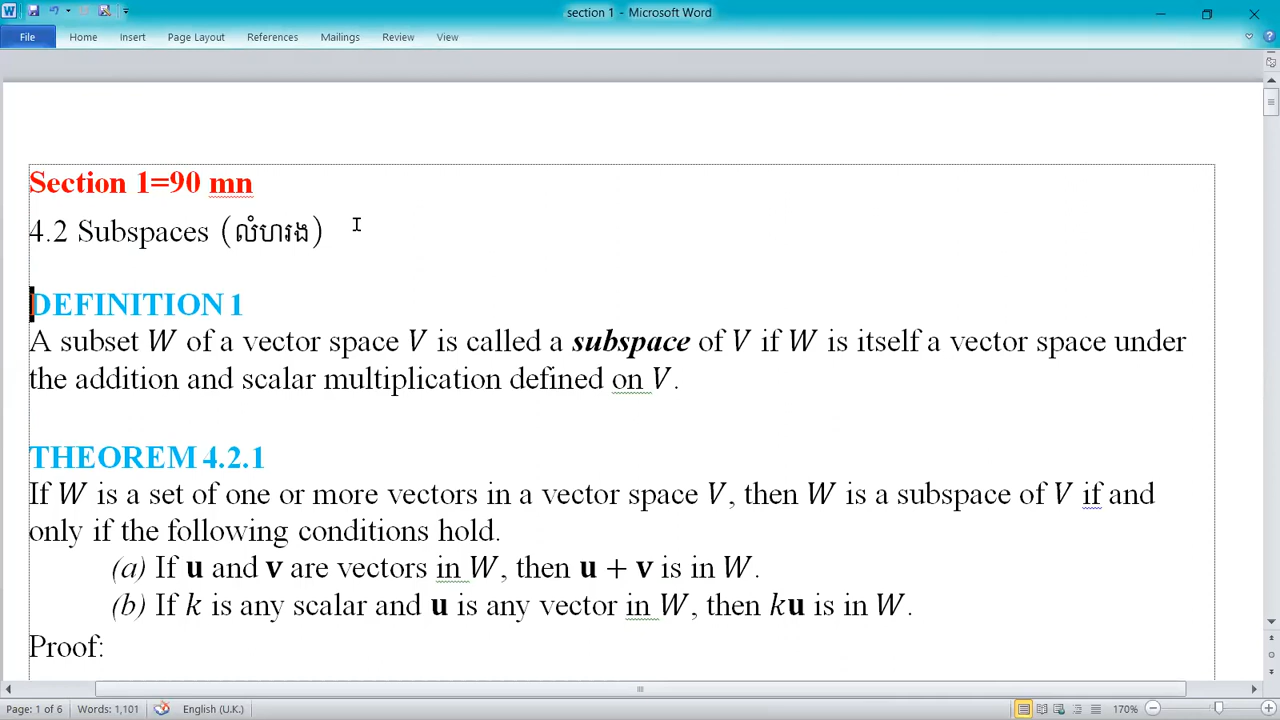 section 1 - Microsoft Word
File Home Insert Page Layout References Mailings Review View
Section 1=90 mn
4.2 Subspaces (លំហរង)
DEFINITION 1
A subset W of a vector space V is called a subspace of V if W is itself a vector space under
the addition and scalar multiplication defined on V.
THEOREM 4.2.1
If W is a set of one or more vectors in a vector space V, then W is a subspace of V if and
only if the following conditions hold.
(a) If u and v are vectors in W, then u + v is in W.
(b) If k is any scalar and u is any vector in W, then ku is in W.
Proof:
Page: 1 of 6 Words: 1,101 English (U.K.) 170%